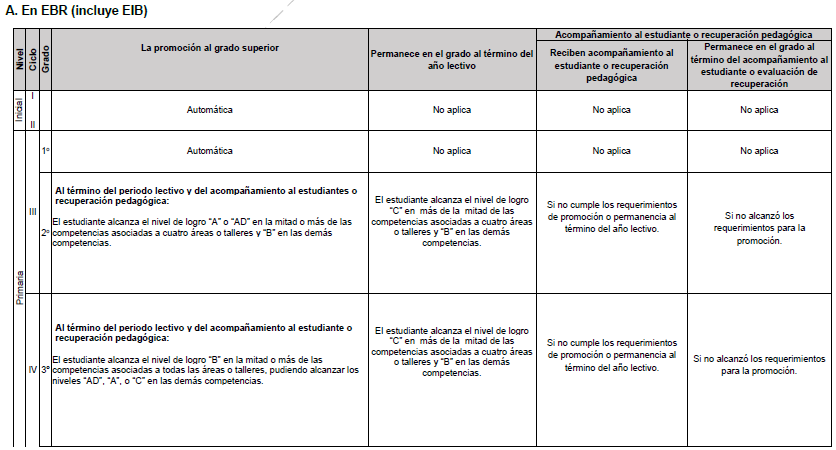 A. En EBR (incluye EIB)
Nivel
Ciclo
Grado
La promoción al grado superior
Permanece en el grado al término del
año lectivo
Acompañamiento al estudiante o recuperación pedagógica
Reciben acompañamiento al
estudiante o recuperación
pedagógica
Permanece en el grado al
término del acompañamiento al
estudiante o evaluación de
recuperación
Inicial
I
II
Automática
No aplica
No aplica
No aplica
Primaria
III
1°
Automática
No aplica
No aplica
No aplica
2°
Al término del periodo lectivo y del acompañamiento al estudiantes o
recuperación pedagógica:
El estudiante alcanza el nivel de logro “A” o “AD” en la mitad o más de las
competencias asociadas a cuatro áreas o talleres y “B” en las demás
competencias.
El estudiante alcanza el nivel de logro
“C” en más de la mitad de las
competencias asociadas a cuatro áreas
o talleres y “B” en las demás
competencias.
Si no cumple los requerimientos
de promoción o permanencia al
término del año lectivo.
Si no alcanzó los
requerimientos para la
promoción.
IV
3°
Al término del periodo lectivo y del acompañamiento al estudiante o
recuperación pedagógica:
El estudiante alcanza el nivel de logro “B” en la mitad o más de las
competencias asociadas a todas las áreas o talleres, pudiendo alcanzar los
niveles “AD”, “A”, o “C” en las demás competencias.
El estudiante alcanza el nivel de logro
“C” en más de la mitad de las
competencias asociadas a cuatro áreas
o talleres y “B” en las demás
competencias.
Si no cumple los requerimientos
de promoción o permanencia al
término del año lectivo.
Si no alcanzó los requerimientos
para la promoción.